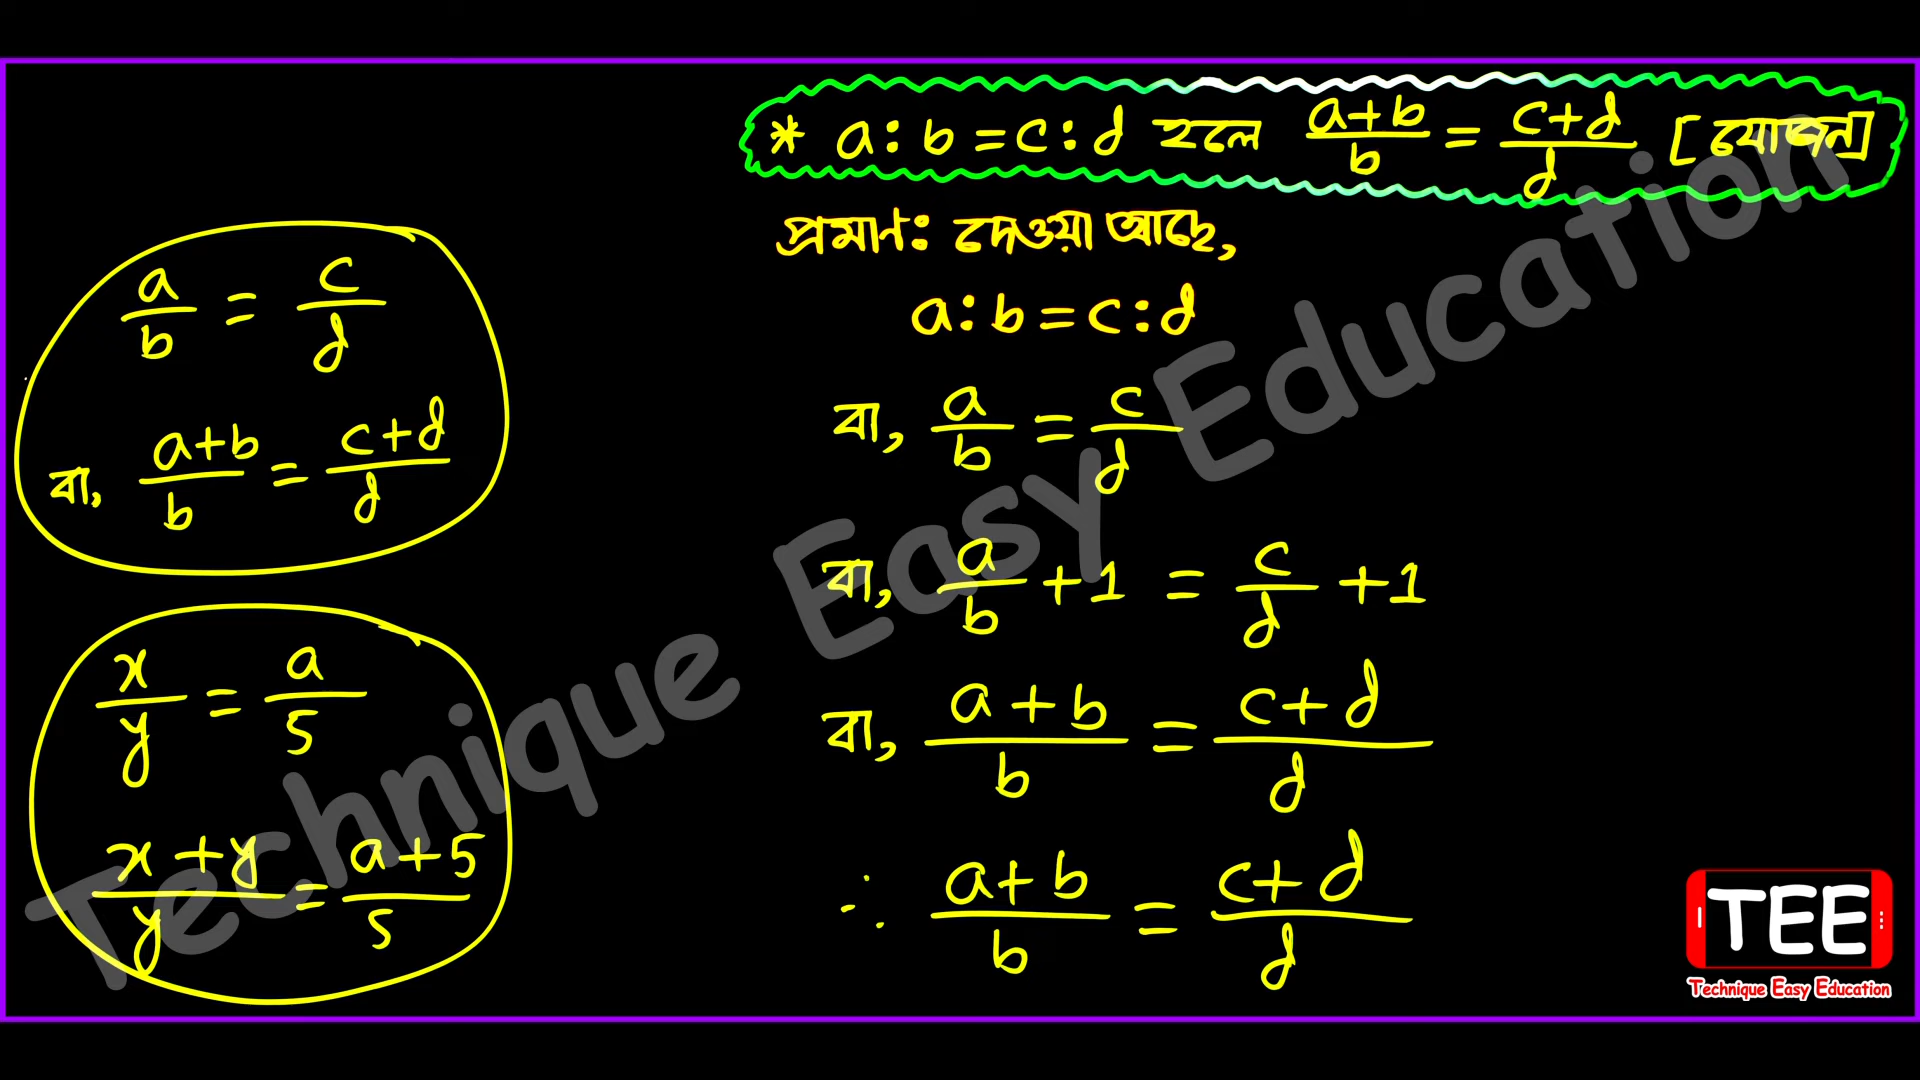 * a : b = c : d হলে (a+b)/b = (c+d)/d [যোজন]
প্রমাণ: দেওয়া আছে,
a : b = c : d
বা, a/b = c/d
বা, a/b + 1 = c/d + 1
বা, (a+b)/b = (c+d)/d
∴ (a+b)/b = (c+d)/d
a/b = c/d
বা, (a+b)/b = (c+d)/d
x/y = a/5
(x+y)/y = (a+5)/5
Technique Easy Education
TEE
Technique Easy Education